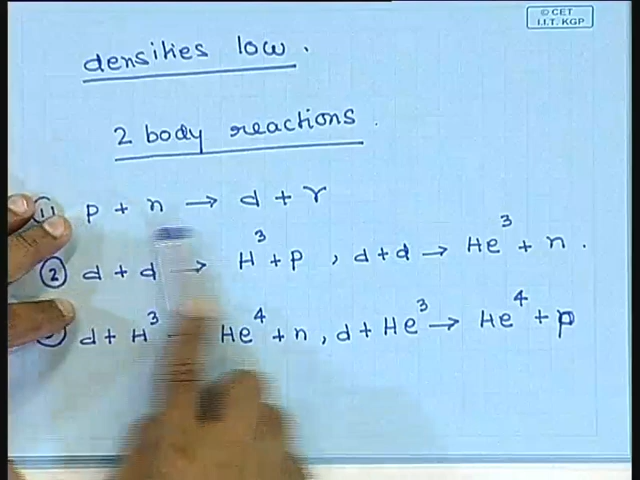 © CET
I.I.T. KGP
densities low.
2 body reactions.
(1) p + n → d + γ
(2) d + d → H³ + p , d + d → He³ + n .
d + H³ → He⁴ + n , d + He³ → He⁴ + p